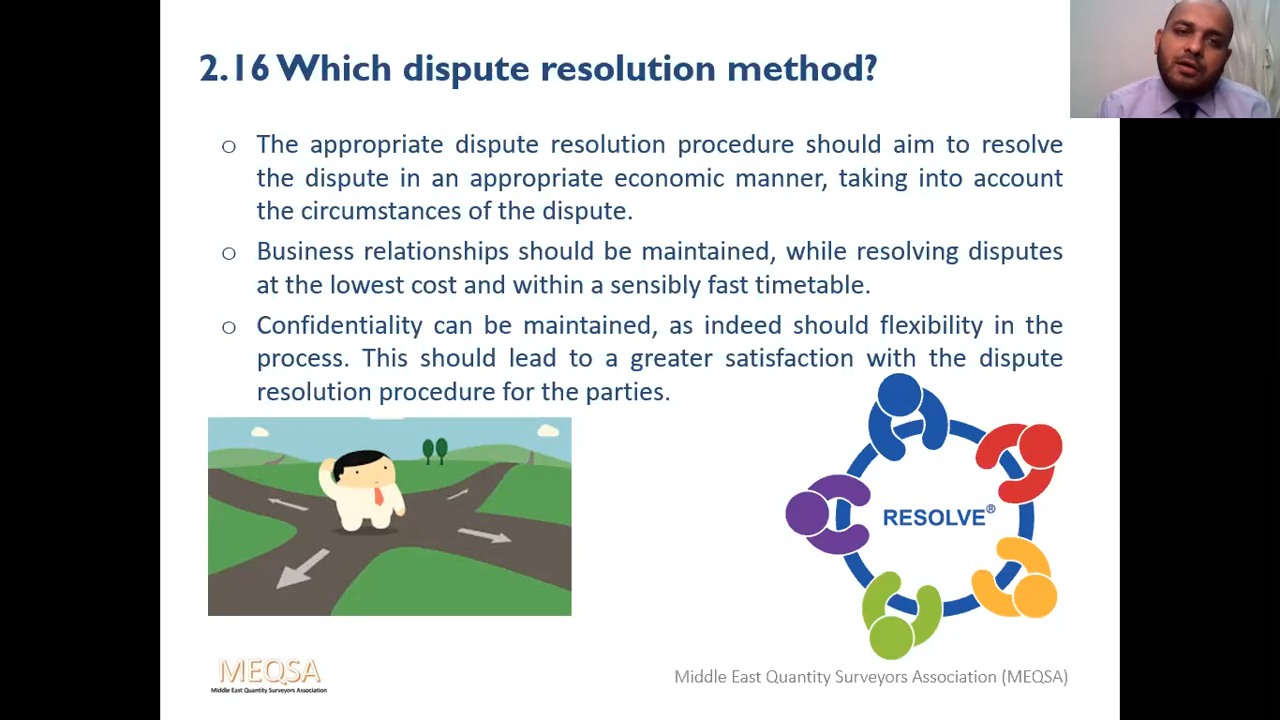 2.16 Which dispute resolution method?
o The appropriate dispute resolution procedure should aim to resolve
the dispute in an appropriate economic manner, taking into account
the circumstances of the dispute.
o Business relationships should be maintained, while resolving disputes
at the lowest cost and within a sensibly fast timetable.
o Confidentiality can be maintained, as indeed should flexibility in the
process. This should lead to a greater satisfaction with the dispute
resolution procedure for the parties.
RESOLVE®
MEQSA
Middle East Quantity Surveyors Association
Middle East Quantity Surveyors Association (MEQSA)